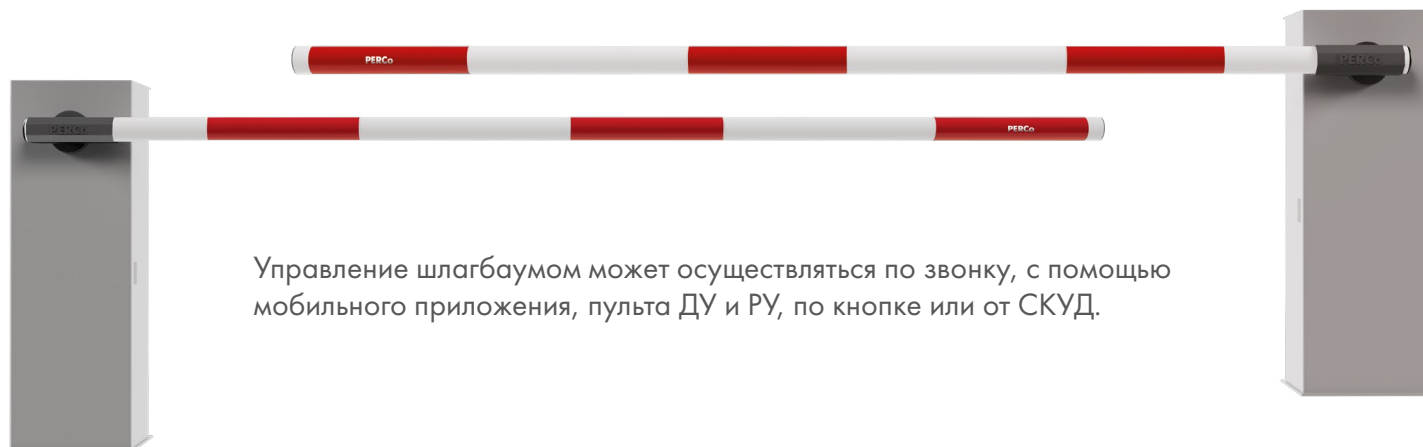 PERCo
PERCo
PERCo
PERCo
Управление шлагбаумом может осуществляться по звонку, с помощью
мобильного приложения, пульта ДУ и РУ, по кнопке или от СКУД.